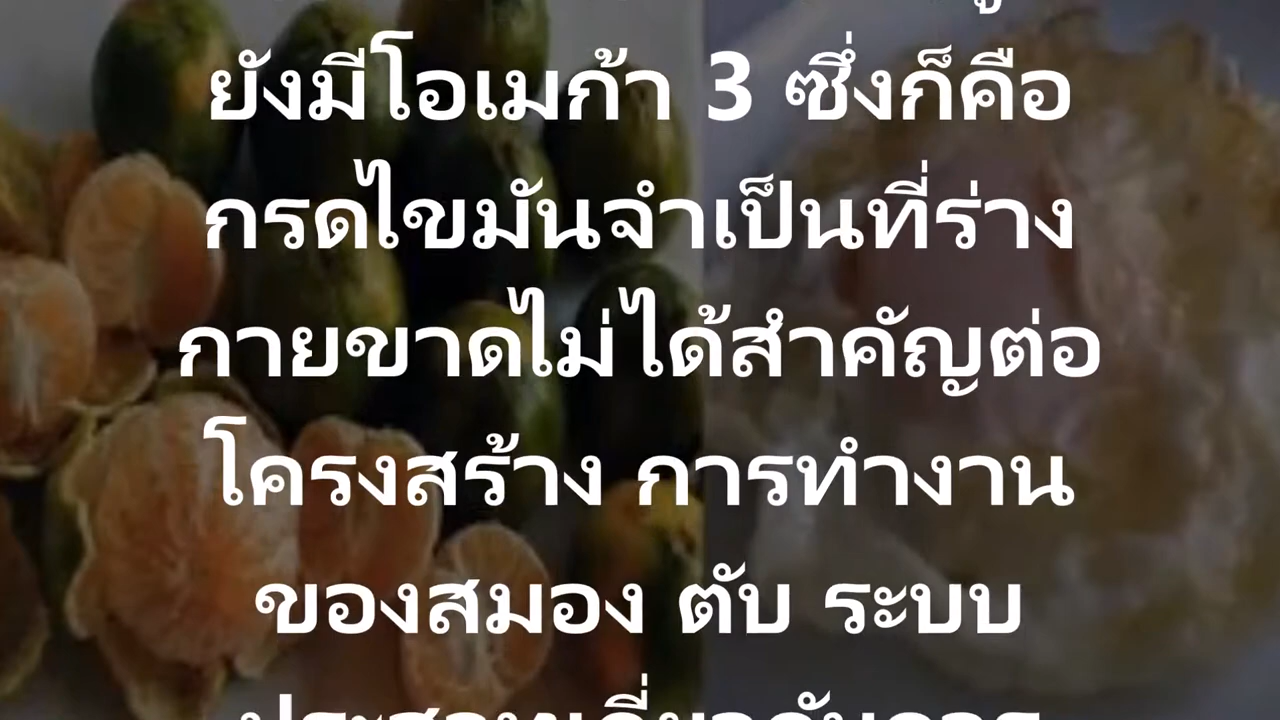 ยังมีโอเมก้า 3 ซึ่งก็คือ
กรดไขมันจำเป็นที่ร่าง
กายขาดไม่ได้สำคัญต่อ
โครงสร้าง การทำงาน
ของสมอง ตับ ระบบ